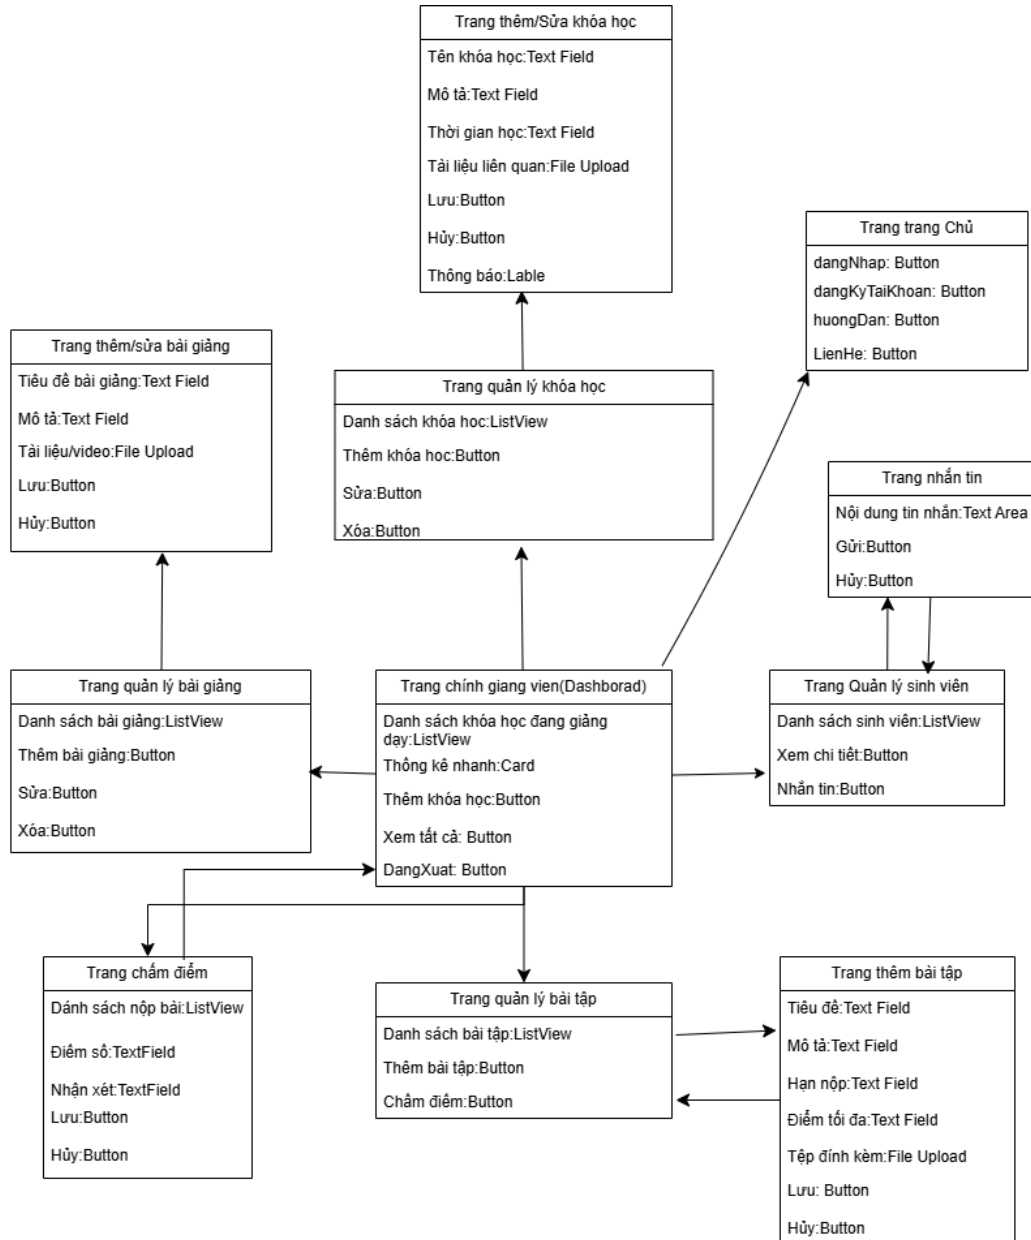 Trang thêm/Sửa khóa học
Tên khóa học:Text Field
Mô tả:Text Field
Thời gian học:Text Field
Tài liệu liên quan:File Upload
Lưu:Button
Hủy:Button
Thông báo:Lable
Trang trang Chủ
dangNhap: Button
dangKyTaiKhoan: Button
huongDan: Button
LienHe: Button
Trang thêm/sửa bài giảng
Tiêu đề bài giảng:Text Field
Mô tả:Text Field
Tài liệu/video:File Upload
Lưu:Button
Hủy:Button
Trang quản lý khóa học
Danh sách khóa hoc:ListView
Thêm khóa hoc:Button
Sửa:Button
Xóa:Button
Trang nhắn tin
Nội dung tin nhắn:Text Area
Gửi:Button
Hủy:Button
Trang quản lý bài giảng
Danh sách bài giảng:ListView
Thêm bài giảng:Button
Sửa:Button
Xóa:Button
Trang chính giang vien(Dashborad)
Danh sách khóa học đang giảng
dạy:ListView
Thống kê nhanh:Card
Thêm khóa học:Button
Xem tất cả: Button
DangXuat: Button
Trang Quản lý sinh viên
Danh sách sinh viên:ListView
Xem chi tiết:Button
Nhắn tin:Button
Trang chấm điểm
Dánh sách nộp bài:ListView
Điểm số:TextField
Nhận xét:TextField
Lưu:Button
Hủy:Button
Trang quản lý bài tập
Danh sách bài tập:ListView
Thêm bài tập:Button
Chấm điểm:Button
Trang thêm bài tập
Tiêu đề:Text Field
Mô tả:Text Field
Hạn nộp:Text Field
Điểm tối đa:Text Field
Tệp đính kèm:File Upload
Lưu: Button
Hủy:Button